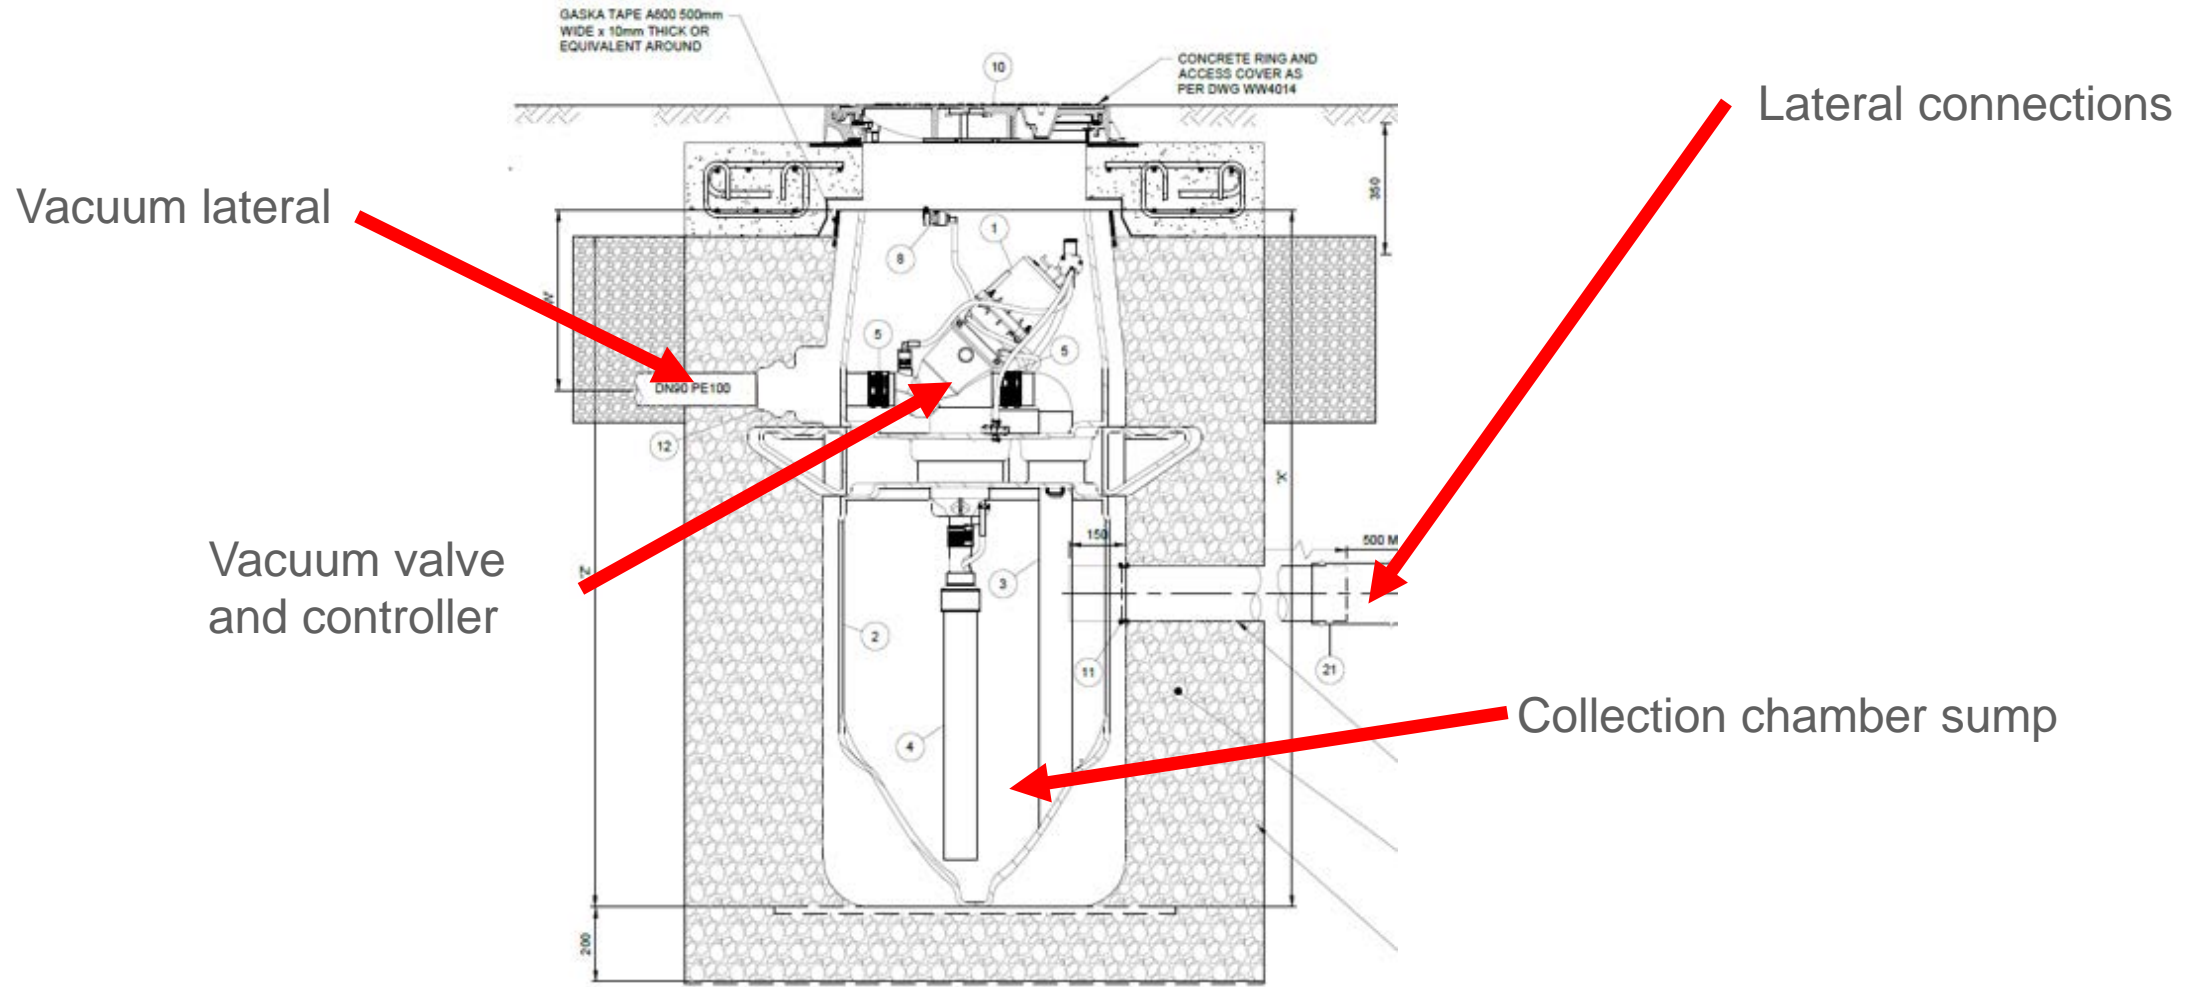 GASKA TAPE A600 500mm
WIDE x 10mm THICK OR
EQUIVALENT AROUND
10
CONCRETE RING AND
ACCESS COVER AS
PER DWG WW4014
Lateral connections
350
Vacuum lateral
1
8
5
5
DN90 PE100
12
"X"
Vacuum valve
and controller
150
500 M
"Z"
3
2
11
21
4
Collection chamber sump
200